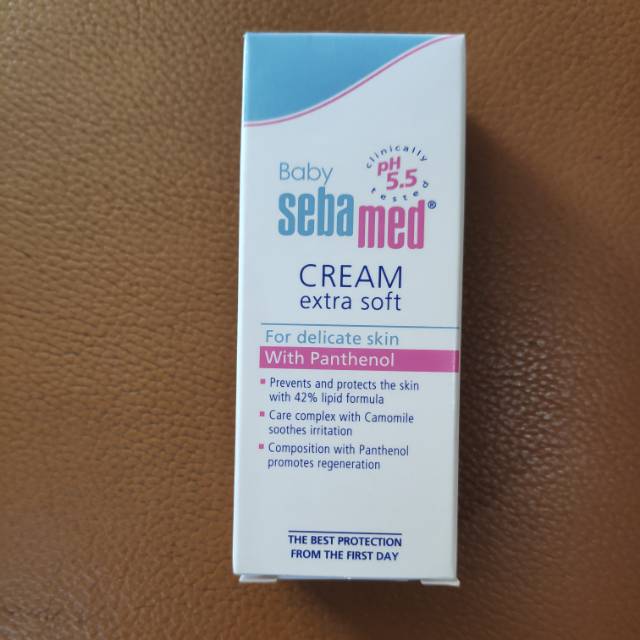 Baby
clinically
pH
5.5
tested
sebamed®
CREAM
extra soft
For delicate skin
With Panthenol
▪ Prevents and protects the skin
with 42% lipid formula
▪ Care complex with Camomile
soothes irritation
▪ Composition with Panthenol
promotes regeneration
THE BEST PROTECTION
FROM THE FIRST DAY